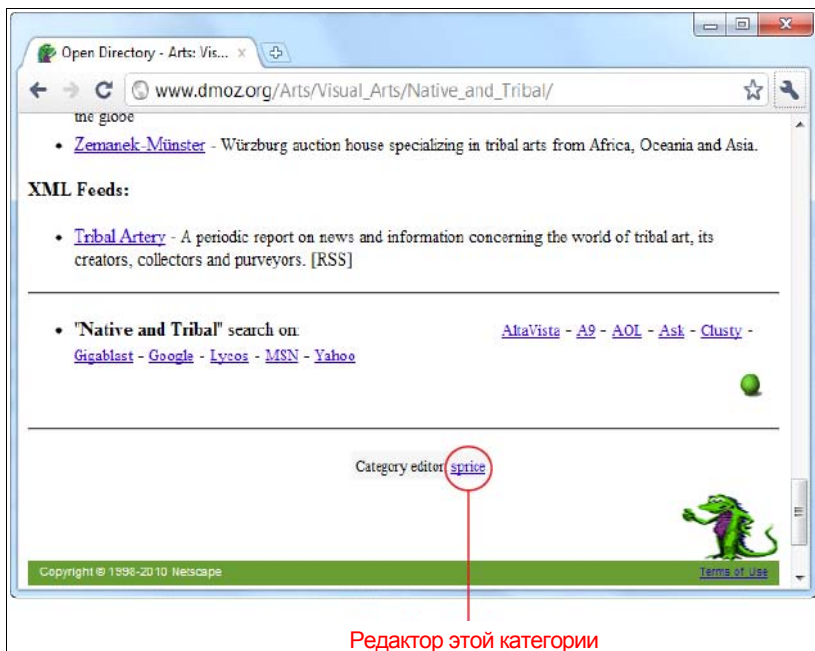 Open Directory - Arts: Vis...
www.dmoz.org/Arts/Visual_Arts/Native_and_Tribal/
the globe
• Zemanek-Münster - Würzburg auction house specializing in tribal arts from Africa, Oceania and Asia.
XML Feeds:
• Tribal Artery - A periodic report on news and information concerning the world of tribal art, its
creators, collectors and purveyors. [RSS]
• "Native and Tribal" search on: AltaVista - A9 - AOL - Ask - Clusty -
Gigablast - Google - Lycos - MSN - Yahoo
Category editor: sprice
Copyright © 1998-2010 Netscape Terms of Use
Редактор этой категории